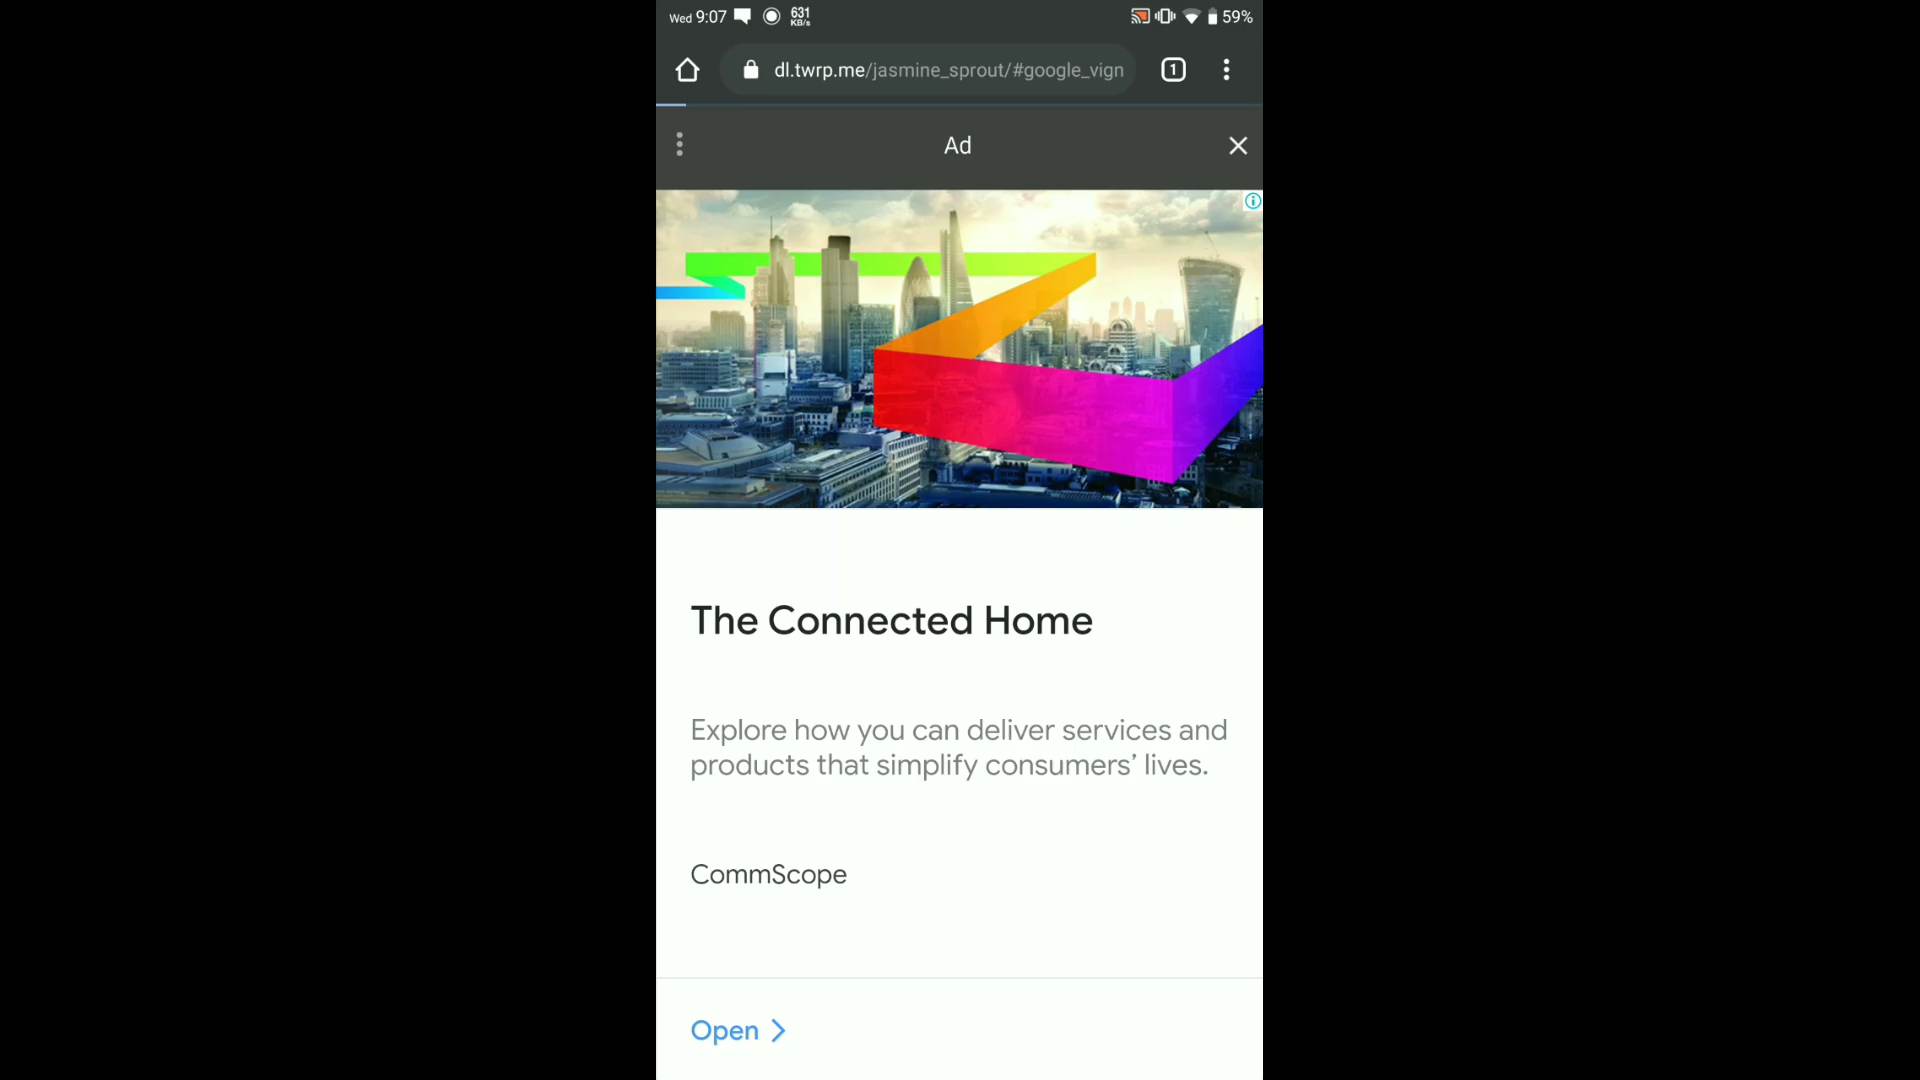 Wed 9:07 631 KB/s 59%
dl.twrp.me/jasmine_sprout/#google_vign 1
Ad
The Connected Home
Explore how you can deliver services and
products that simplify consumers’ lives.
CommScope
Open